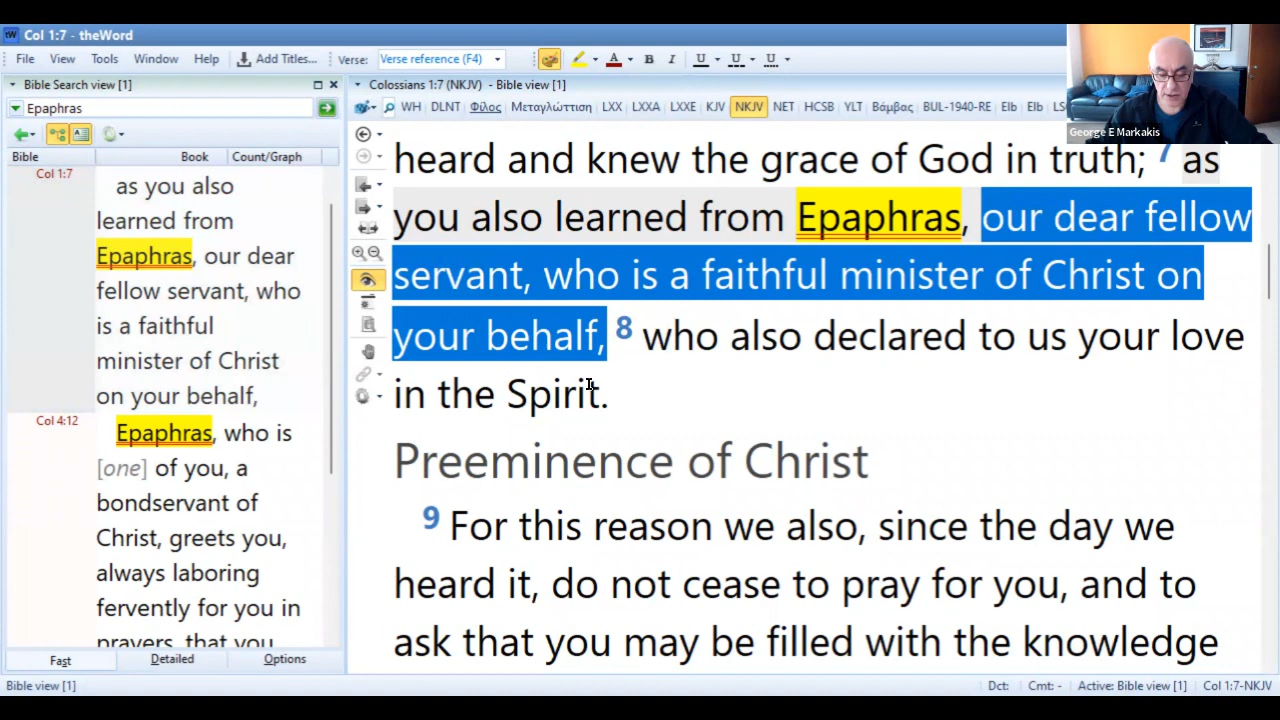 tW Col 1:7 - theWord
File View Tools Window Help Add Titles... Verse: Verse reference (F4) A B I U U U
Bible Search view [1]
Epaphras
Bible Book Count/Graph
Col 1:7
as you also
learned from
Epaphras, our dear
fellow servant, who
is a faithful
minister of Christ
on your behalf,
Col 4:12
Epaphras, who is
[one] of you, a
bondservant of
Christ, greets you,
always laboring
fervently for you in
prayers, that you
Fast Detailed Options
Colossians 1:7 (NKJV) - Bible view [1]
WH DLNT Φίλος Μεταγλώττιση LXX LXXA LXXE KJV NKJV NET HCSB YLT Βάμβας BUL-1940-RE Elb Elb
heard and knew the grace of God in truth; 7 as
you also learned from Epaphras, our dear fellow
servant, who is a faithful minister of Christ on
your behalf, 8 who also declared to us your love
in the Spirit.
Preeminence of Christ
9 For this reason we also, since the day we
heard it, do not cease to pray for you, and to
ask that you may be filled with the knowledge
George E Markakis
Bible view [1] Dct: Cmt: - Active: Bible view [1] Col 1:7-NKJV